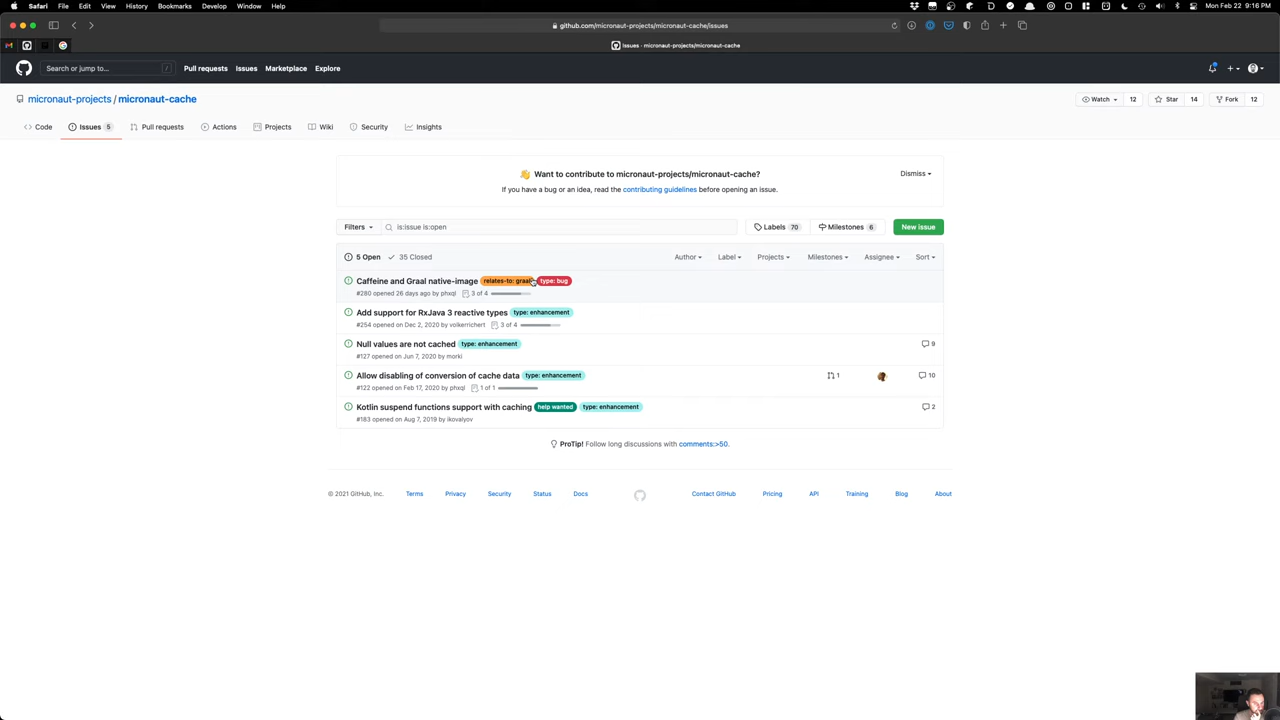 Safari File Edit View History Bookmarks Develop Window Help Mon Feb 22 9:16 PM
github.com/micronaut-projects/micronaut-cache/issues
Issues · micronaut-projects/micronaut-cache
Search or jump to... / Pull requests Issues Marketplace Explore
micronaut-projects / micronaut-cache Watch 12 Star 14 Fork 12
Code Issues 5 Pull requests Actions Projects Wiki Security Insights
Want to contribute to micronaut-projects/micronaut-cache? Dismiss
If you have a bug or an idea, read the contributing guidelines before opening an issue.
Filters is:issue is:open Labels 70 Milestones 6 New issue
5 Open 35 Closed Author Label Projects Milestones Assignee Sort
Caffeine and Graal native-image relates-to: graal type: bug
#280 opened 26 days ago by phxql 3 of 4
Add support for RxJava 3 reactive types type: enhancement
#254 opened on Dec 2, 2020 by volkerrichert 3 of 4
Null values are not cached type: enhancement 9
#127 opened on Jun 7, 2020 by morki
Allow disabling of conversion of cache data type: enhancement 1 10
#122 opened on Feb 17, 2020 by phxql 1 of 1
Kotlin suspend functions support with caching help wanted type: enhancement 2
#183 opened on Aug 7, 2019 by ikovalyov
ProTip! Follow long discussions with comments:>50.
© 2021 GitHub, Inc. Terms Privacy Security Status Docs Contact GitHub Pricing API Training Blog About